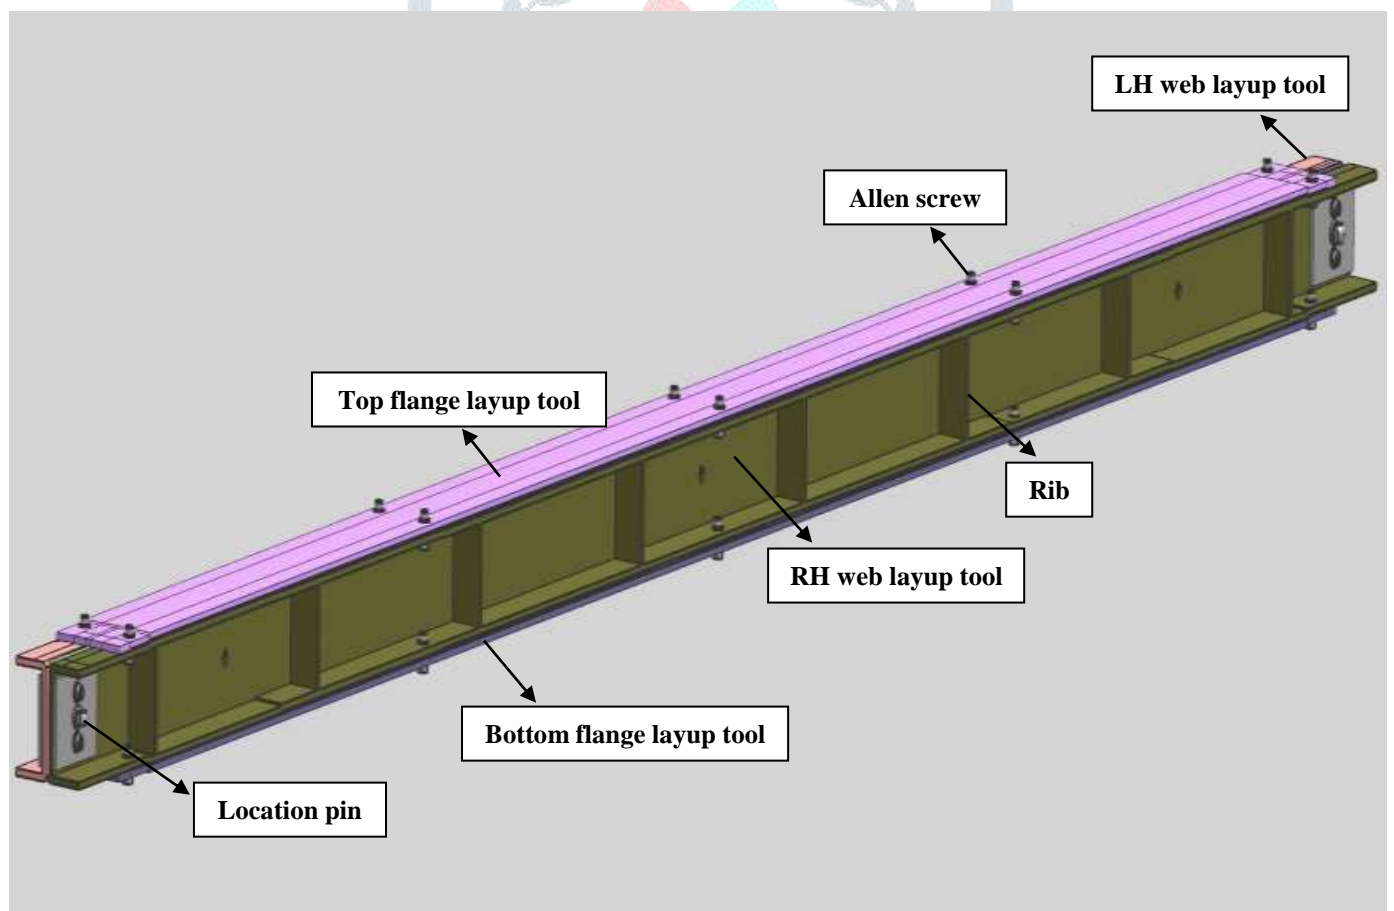 LH web layup tool
Allen screw
Top flange layup tool
Rib
RH web layup tool
Bottom flange layup tool
Location pin